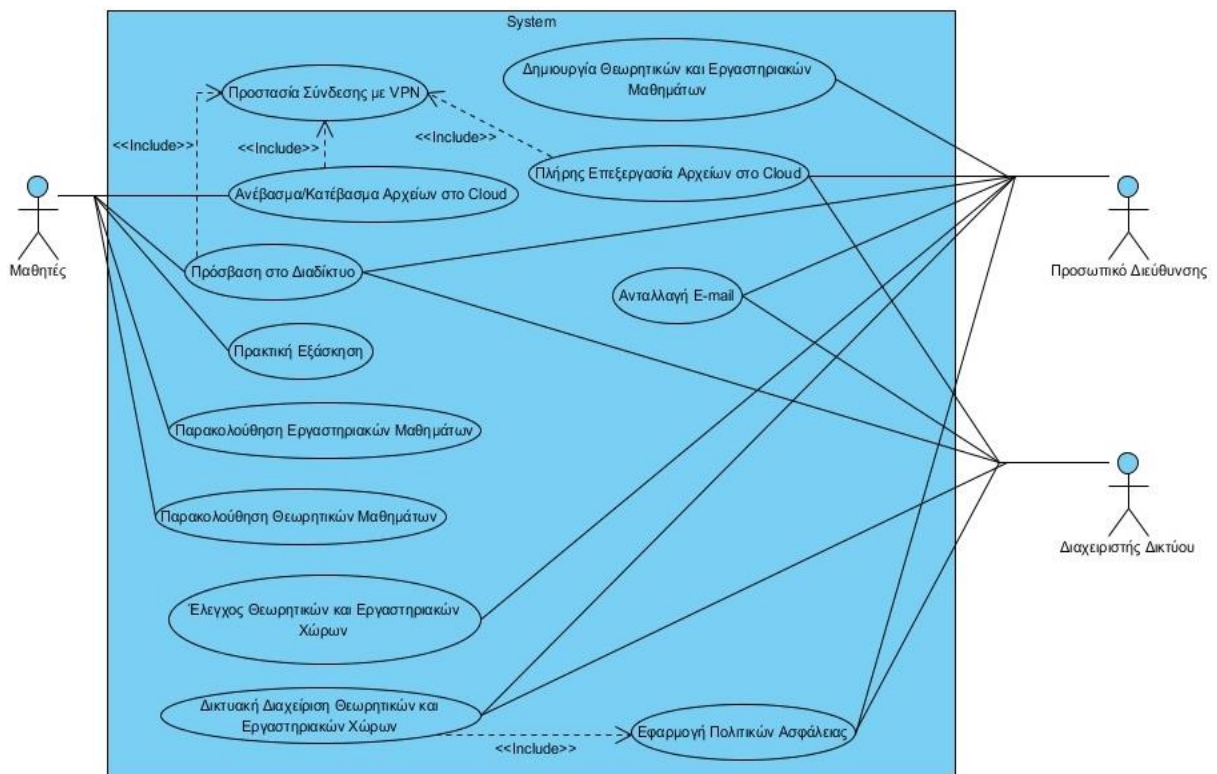 System
Δημιουργία Θεωρητικών και Εργαστηριακών
Μαθημάτων
Προστασία Σύνδεσης με VPN
<<Include>>
<<Include>>
<<Include>>
Πλήρης Επεξεργασία Αρχείων στο Cloud
Ανέβασμα/Κατέβασμα Αρχείων στο Cloud
Μαθητές
Πρόσβαση στο Διαδίκτυο
Προσωπικό Διεύθυνσης
Ανταλλαγή E-mail
Πρακτική Εξάσκηση
Παρακολούθηση Εργαστηριακών Μαθημάτων
Παρακολούθηση Θεωρητικών Μαθημάτων
Διαχειριστής Δικτύου
Έλεγχος Θεωρητικών και Εργαστηριακών
Χώρων
Δικτυακή Διαχείριση Θεωρητικών και
Εργαστηριακών Χώρων
Εφαρμογή Πολιτικών Ασφάλειας
<<Include>>